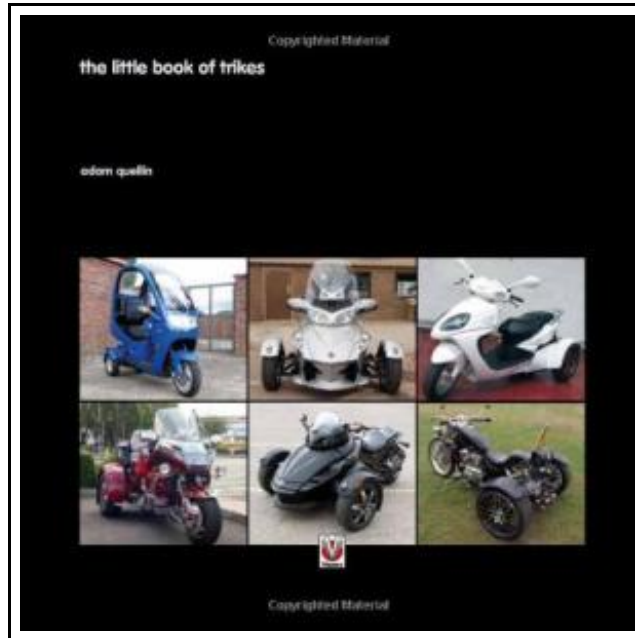 Copyrighted Material
the little book of trikes
adam quellin
Copyrighted Material